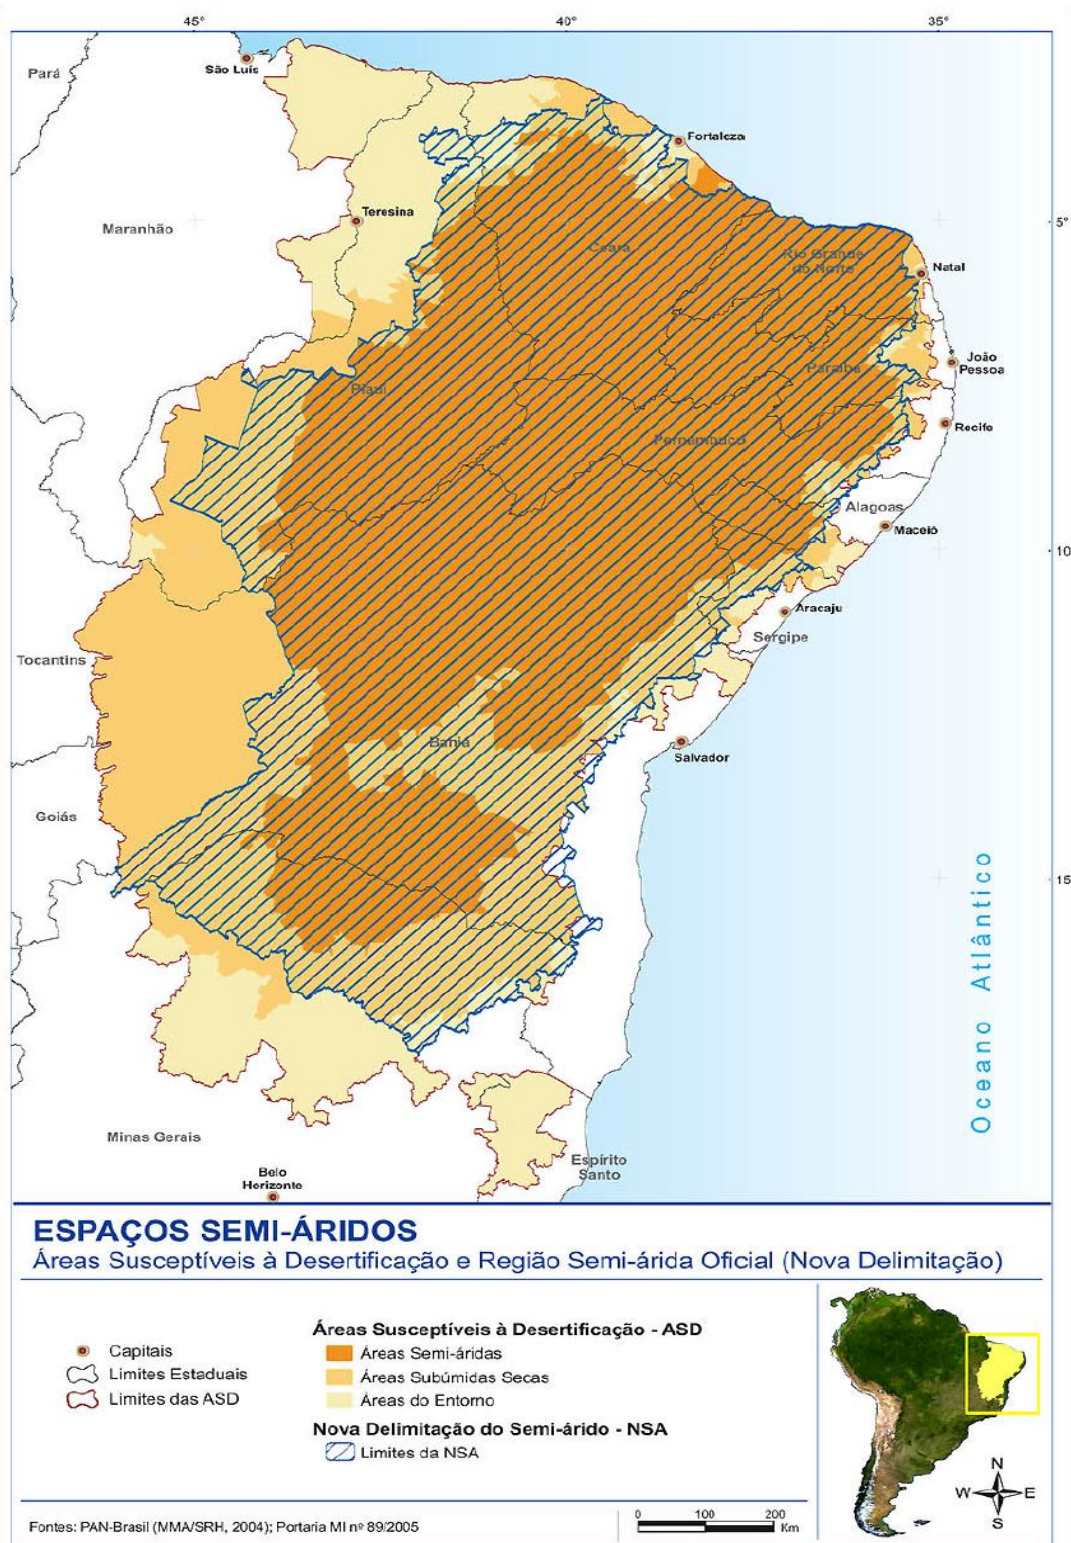 45°
40°
35°
Pará
São Luís
Fortaleza
Teresina
Maranhão
5°
Ceará
Rio Grande
do Norte
Natal
João
Pessoa
Piauí
Paraíba
Recife
Pernambuco
Alagoas
Maceió
10
Aracaju
Sergipe
Tocantins
Bahia
Salvador
Goiás
15
Oceano Atlântico
Minas Gerais
Belo
Horizonte
Espírito
Santo
ESPAÇOS SEMI-ÁRIDOS
Áreas Susceptíveis à Desertificação e Região Semi-árida Oficial (Nova Delimitação)
Capitais
Limites Estaduais
Limites das ASD
Áreas Susceptíveis à Desertificação - ASD
Áreas Semi-áridas
Áreas Subúmidas Secas
Áreas do Entorno
Nova Delimitação do Semi-árido - NSA
Limites da NSA
N
W E
S
Fontes: PAN-Brasil (MMA/SRH, 2004); Portaria MI nº 89/2005
0 100 200
Km